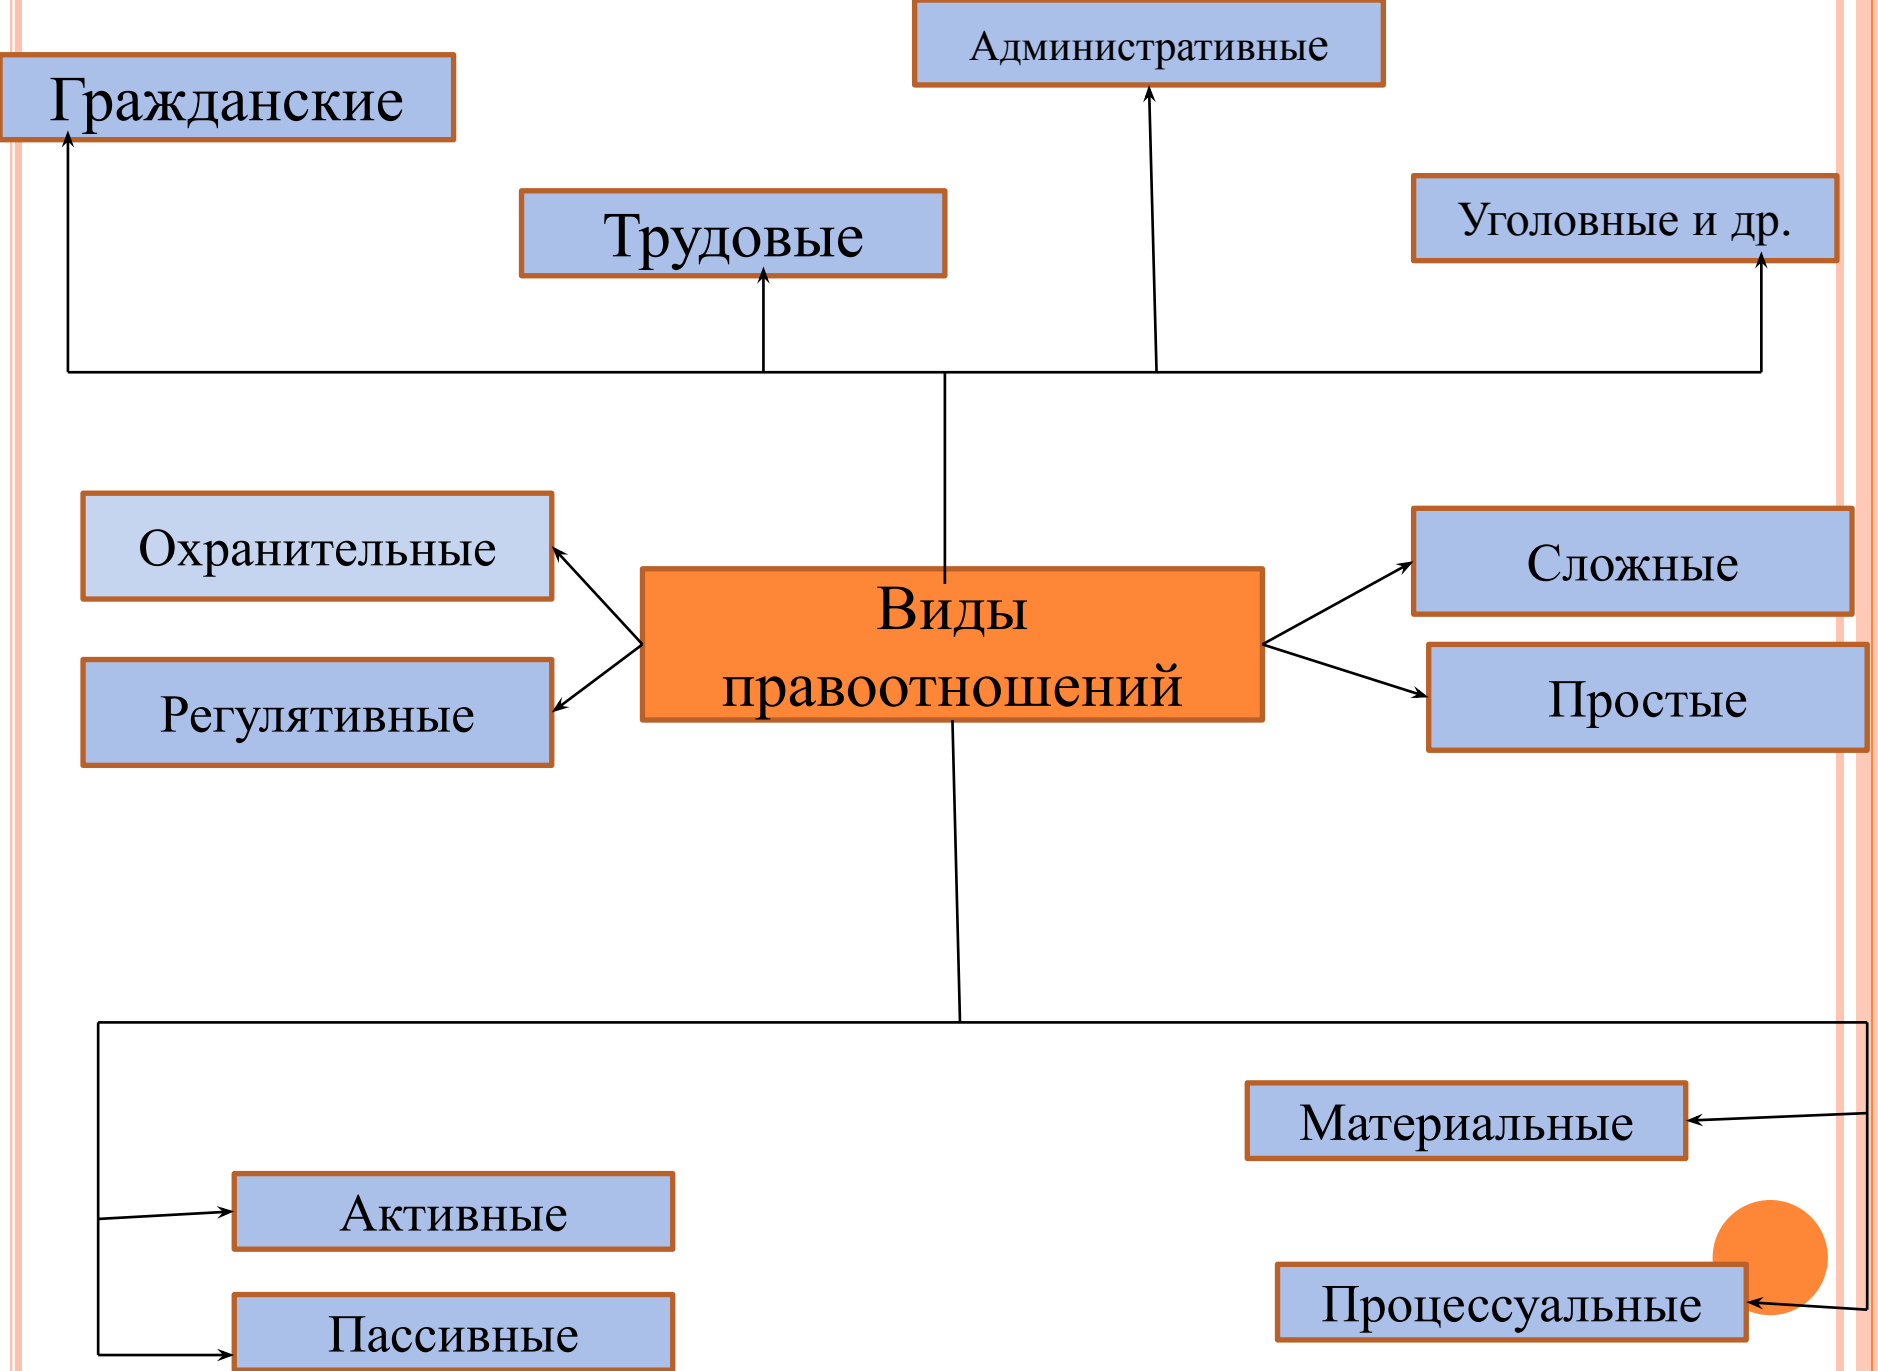 Административные
Гражданские
Трудовые
Уголовные и др.
Охранительные
Сложные
Виды
правоотношений
Регулятивные
Простые
Материальные
Активные
Процессуальные
Пассивные